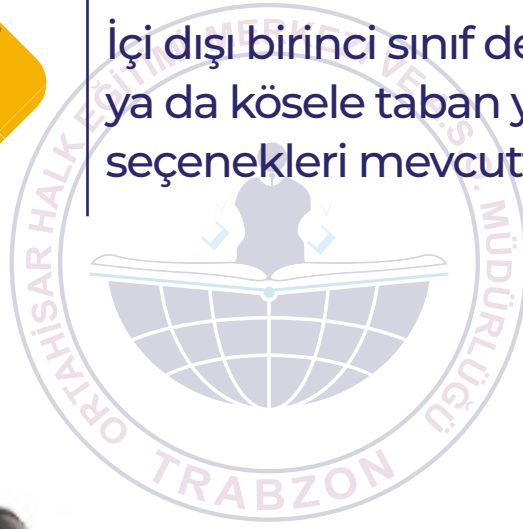 İçi dışı birinci sınıf de
ya da kösele taban y
seçenekleri mevcut
ORTAHİSAR HALK EĞİTİMİ MERKEZİ VE A.S.O. MÜDÜRLÜĞÜ
TRABZON